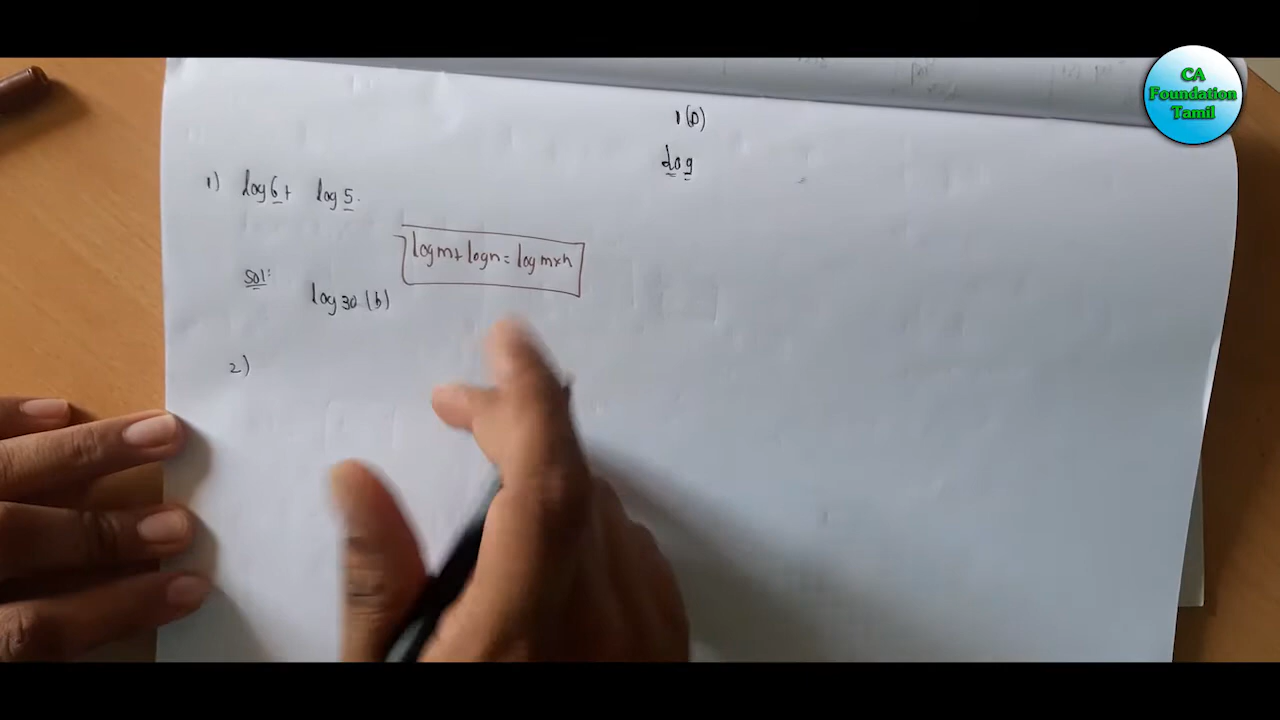 1(D)
log
1) log 6 + log 5.
log m + log n = log m×n
Sol:
log 30 (b)
2)
CA
Foundation
Tamil